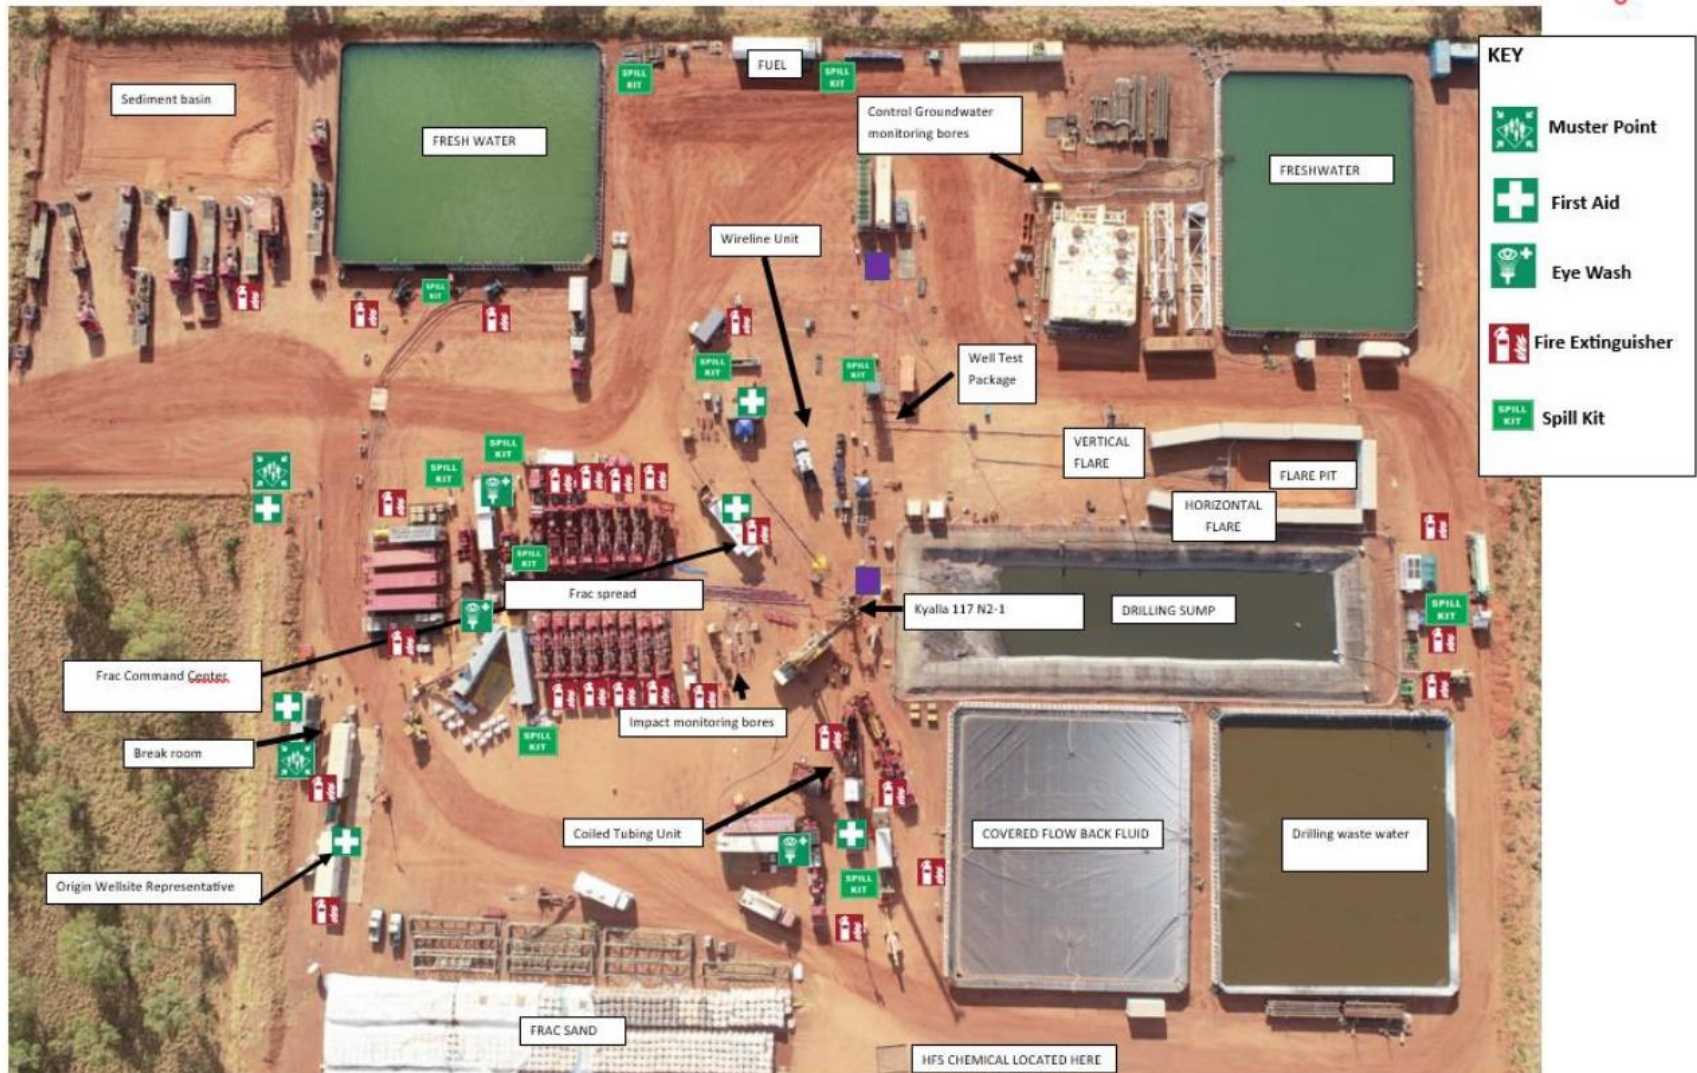 KEY
Muster Point
First Aid
Eye Wash
Fire Extinguisher
SPILL
KIT
Spill Kit
Sediment basin
FRESH WATER
SPILL
KIT
FUEL
SPILL
KIT
Control Groundwater
monitoring bores
FRESHWATER
Wireline Unit
SPILL
KIT
SPILL
KIT
SPILL
KIT
Well Test
Package
VERTICAL
FLARE
FLARE PIT
HORIZONTAL
FLARE
SPILL
KIT
SPILL
KIT
SPILL
KIT
Frac spread
Kyalla 117 N2-1
DRILLING SUMP
SPILL
KIT
Frac Command Center
Impact monitoring bores
SPILL
KIT
Break room
Coiled Tubing Unit
COVERED FLOW BACK FLUID
Drilling waste water
Origin Wellsite Representative
SPILL
KIT
FRAC SAND
HFS CHEMICAL LOCATED HERE